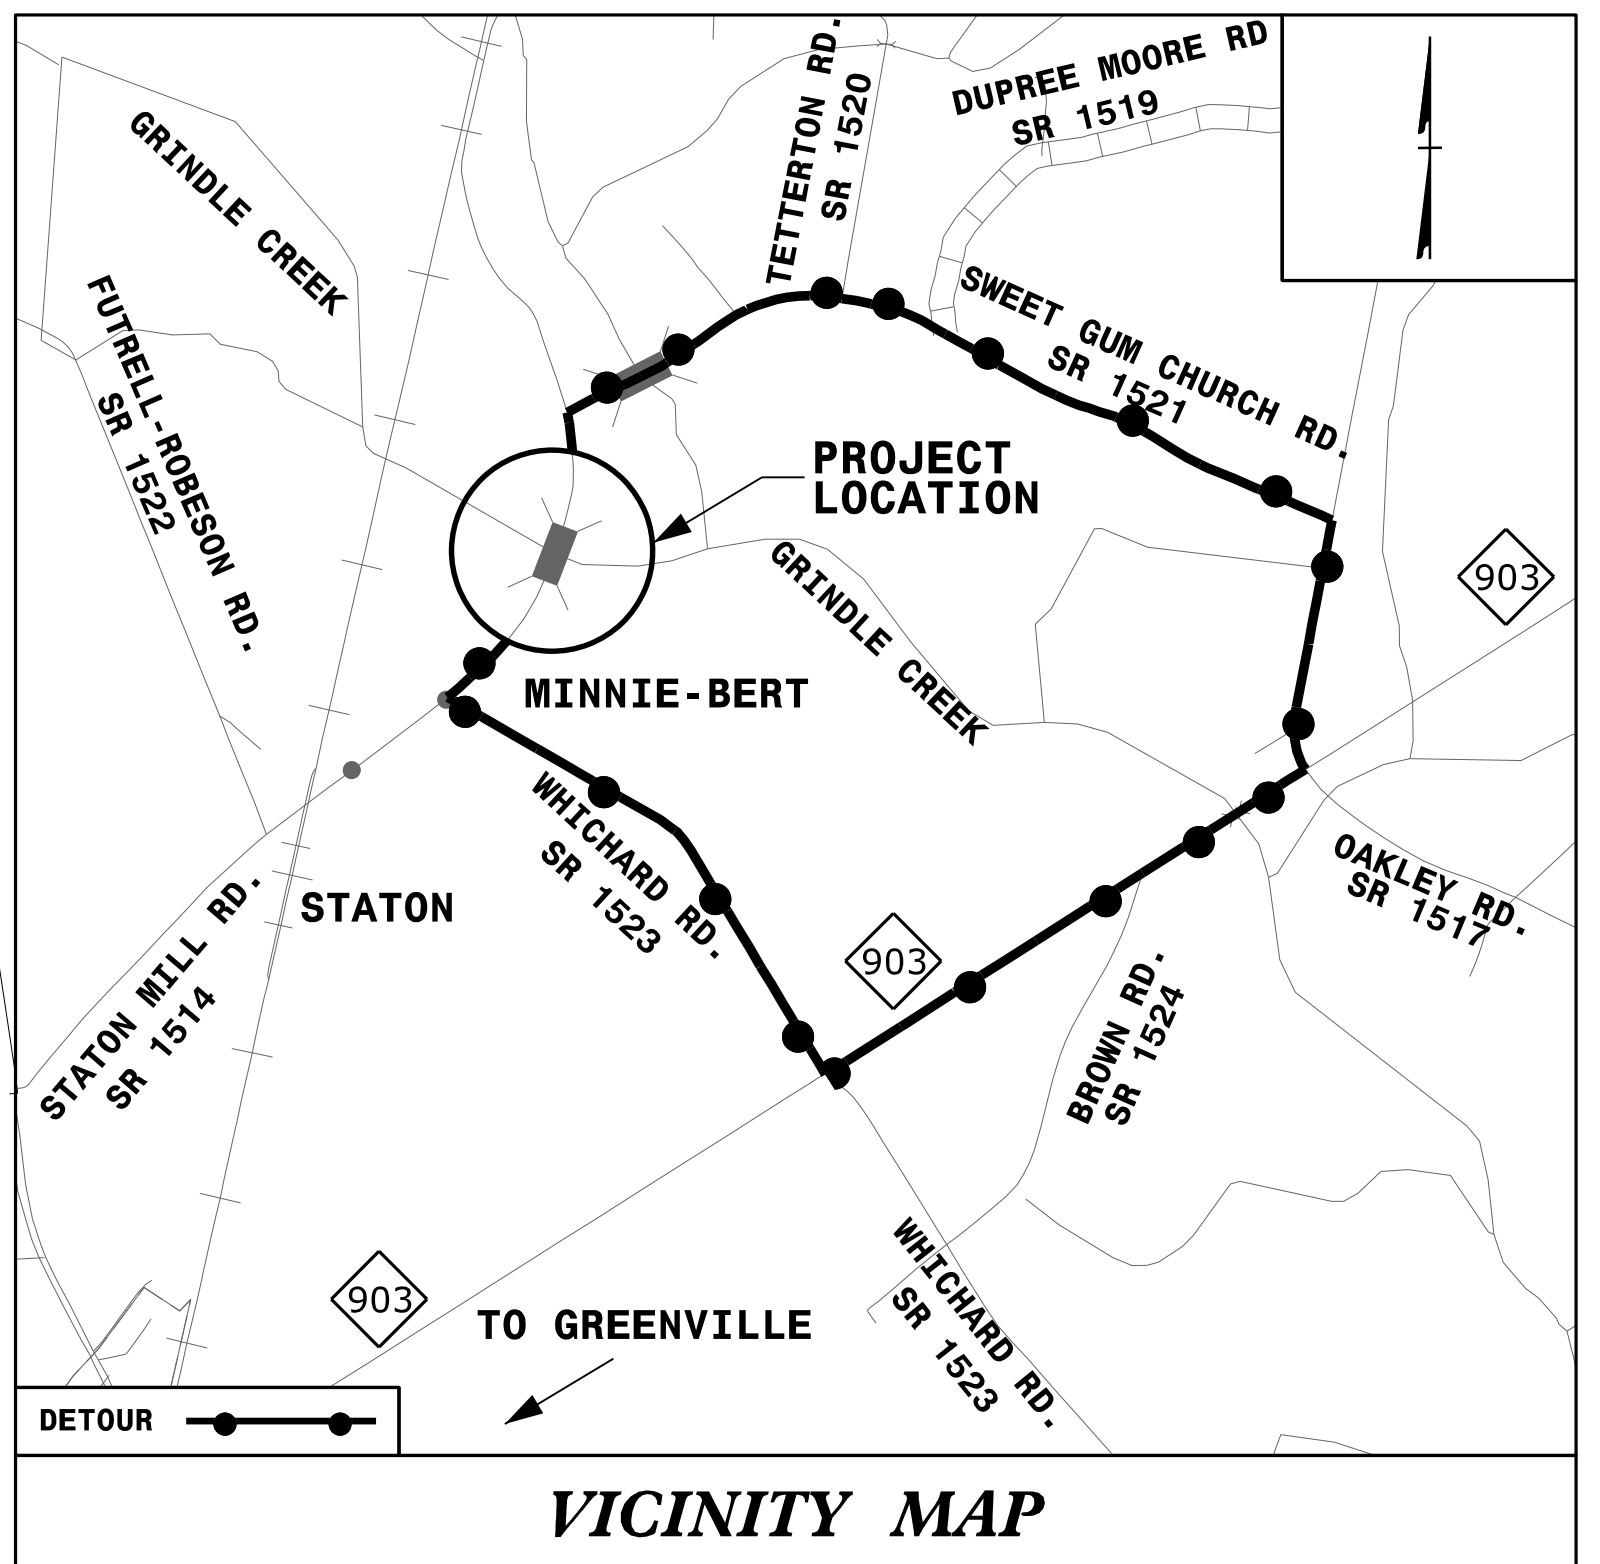 TETTERTON RD.
SR 1520
DUPREE MOORE RD
SR 1519
GRINDLE CREEK
FUTRELL-ROBESON RD.
SR 1522
SWEET GUM CHURCH RD.
SR 1521
PROJECT
LOCATION
903
GRINDLE CREEK
MINNIE-BERT
WHICHARD RD.
SR 1523
STATON
OAKLEY RD.
SR 1517
903
STATON MILL RD.
SR 1514
BROWN RD.
SR 1524
903
TO GREENVILLE
WHICHARD RD.
SR 1523
DETOUR
VICINITY MAP